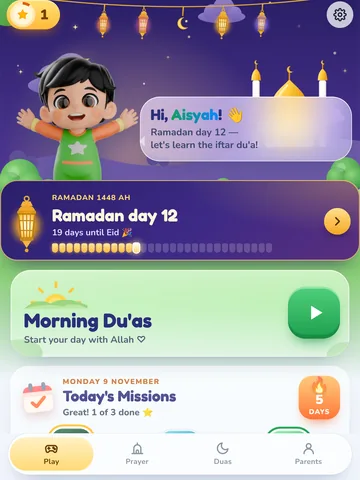 1
Hi, Aisyah! 👋
Ramadan day 12 —
let's learn the iftar du'a!
RAMADAN 1448 AH
Ramadan day 12
19 days until Eid 🎉
Morning Du'as
Start your day with Allah ♡
MONDAY 9 NOVEMBER
Today's Missions
Great! 1 of 3 done ⭐
5
DAYS
Play
Prayer
Duas
Parents